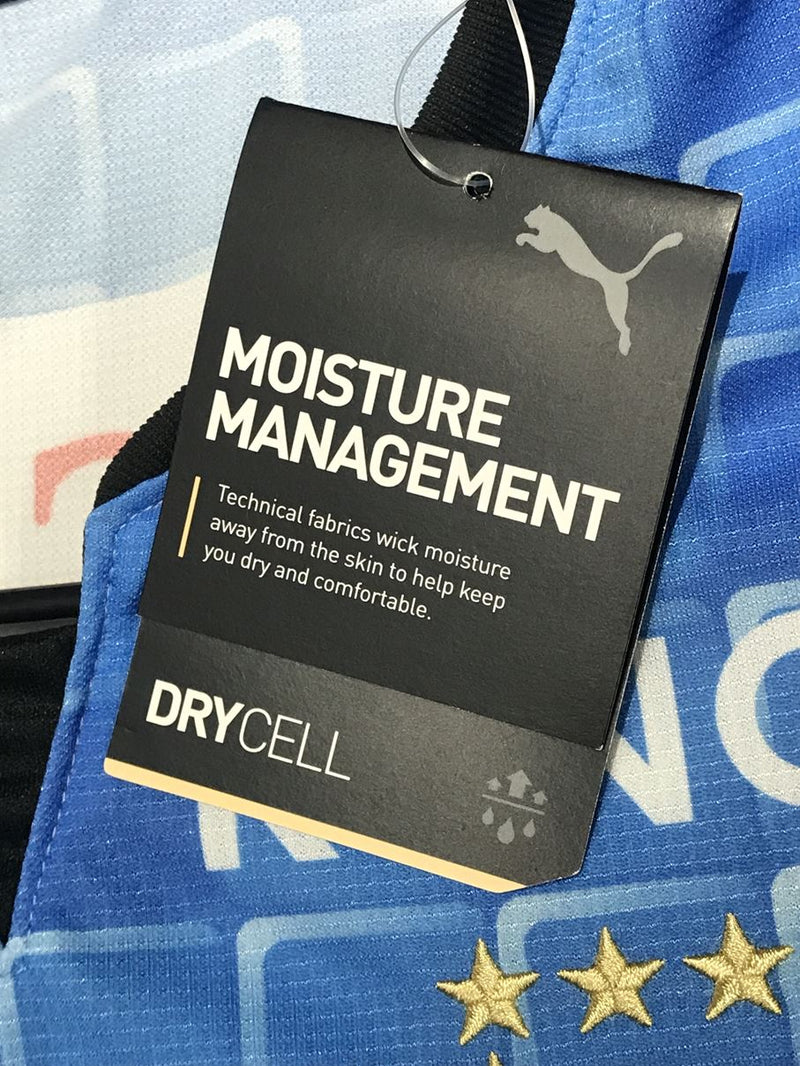 MOISTURE
MANAGEMENT
Technical fabrics wick moisture
away from the skin to help keep
you dry and comfortable.
DRYCELL